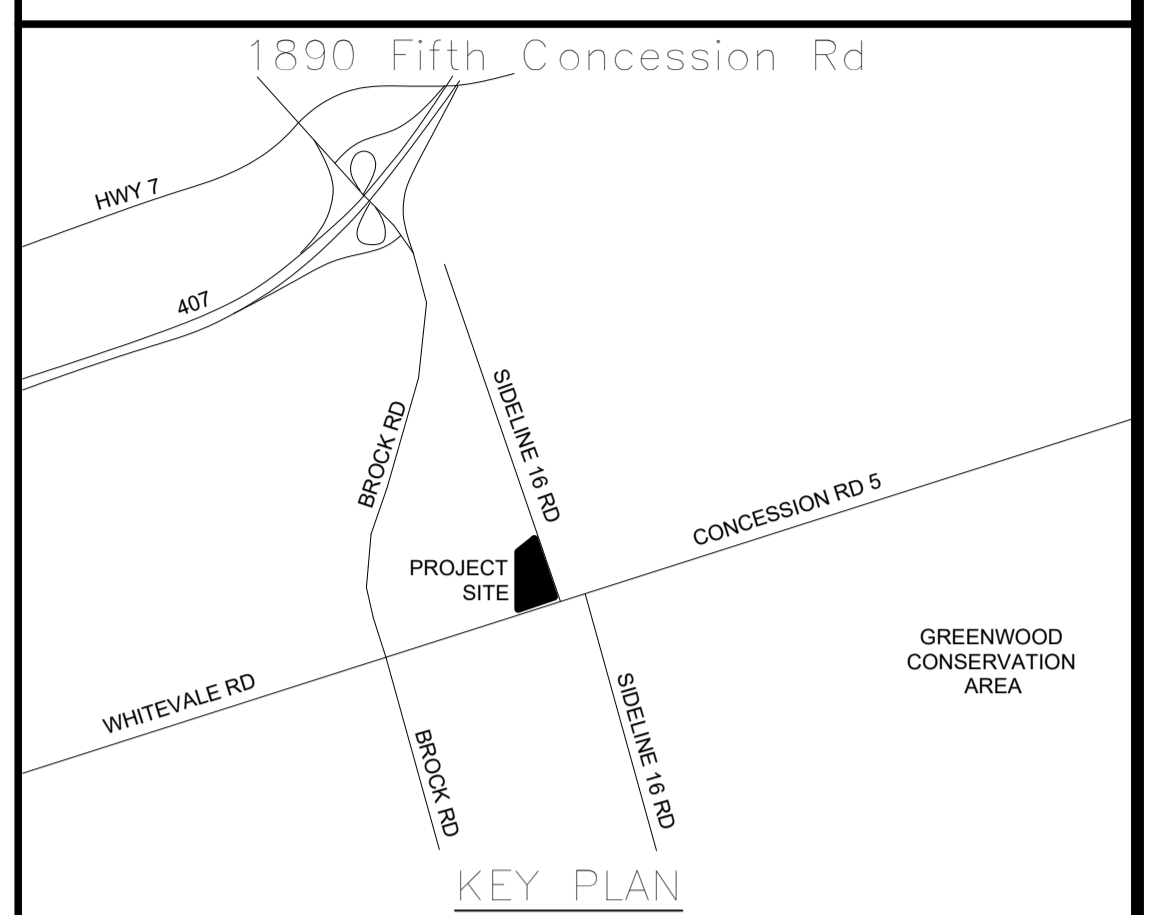 1890 Fifth Concession Rd
HWY 7
407
SIDELINE 16 RD
BROCK RD
CONCESSION RD 5
PROJECT
SITE
GREENWOOD
CONSERVATION
AREA
WHITEVALE RD
SIDELINE 16 RD
BROCK RD
KEY PLAN